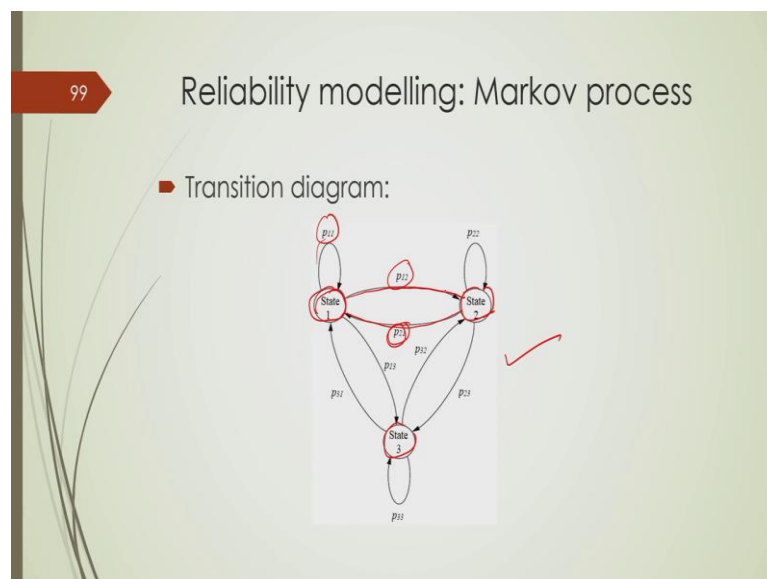 99
Reliability modelling: Markov process
Transition diagram:
p11
p22
p12
State
1
State
2
p21
p32
p13
p31
p23
State
3
p33